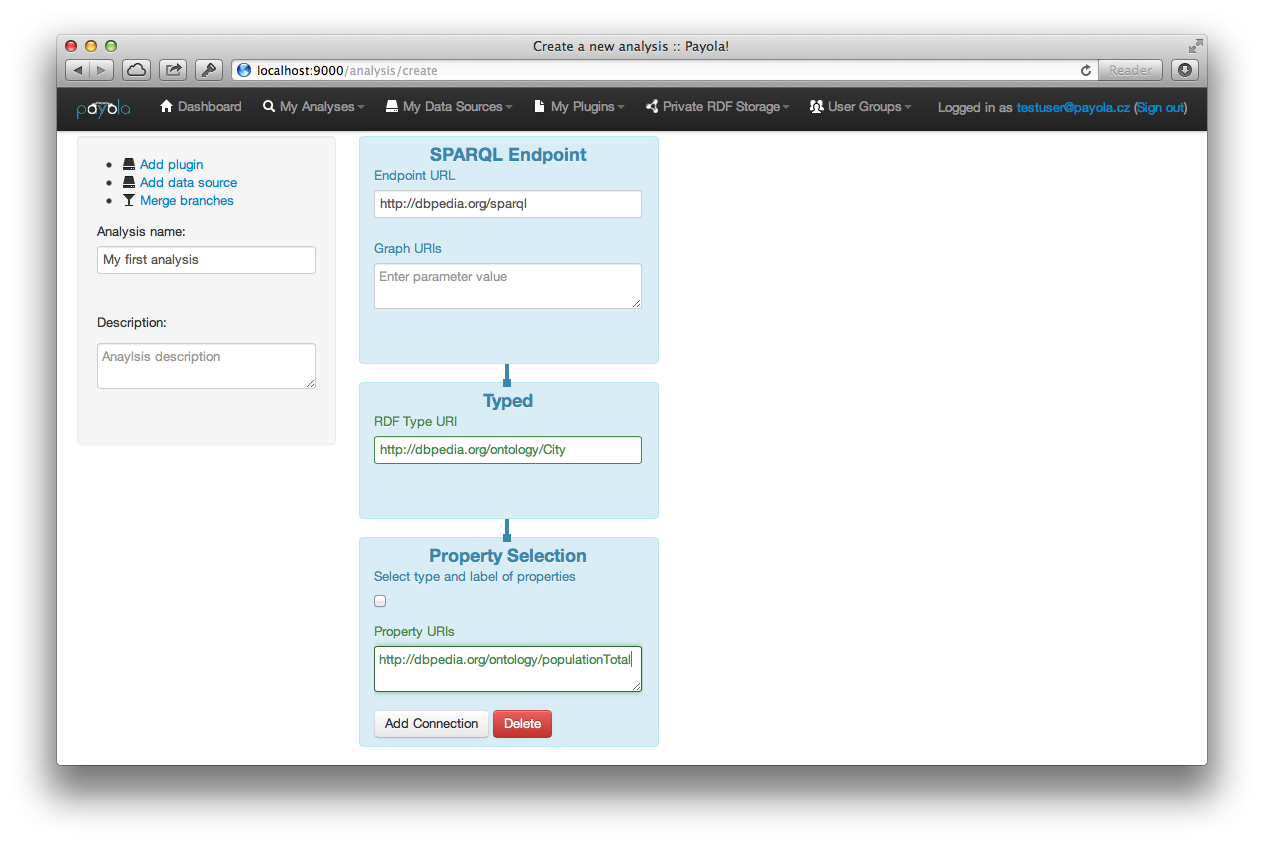 Create a new analysis :: Payola!
localhost:9000/analysis/create
Reader
payola
Dashboard
My Analyses
My Data Sources
My Plugins
Private RDF Storage
User Groups
Logged in as testuser@payola.cz (Sign out)
Add plugin
Add data source
Merge branches
Analysis name:
My first analysis
Description:
Anaylsis description
SPARQL Endpoint
Endpoint URL
http://dbpedia.org/sparql
Graph URIs
Enter parameter value
Typed
RDF Type URI
http://dbpedia.org/ontology/City
Property Selection
Select type and label of properties
Property URIs
http://dbpedia.org/ontology/populationTotal
Add Connection
Delete